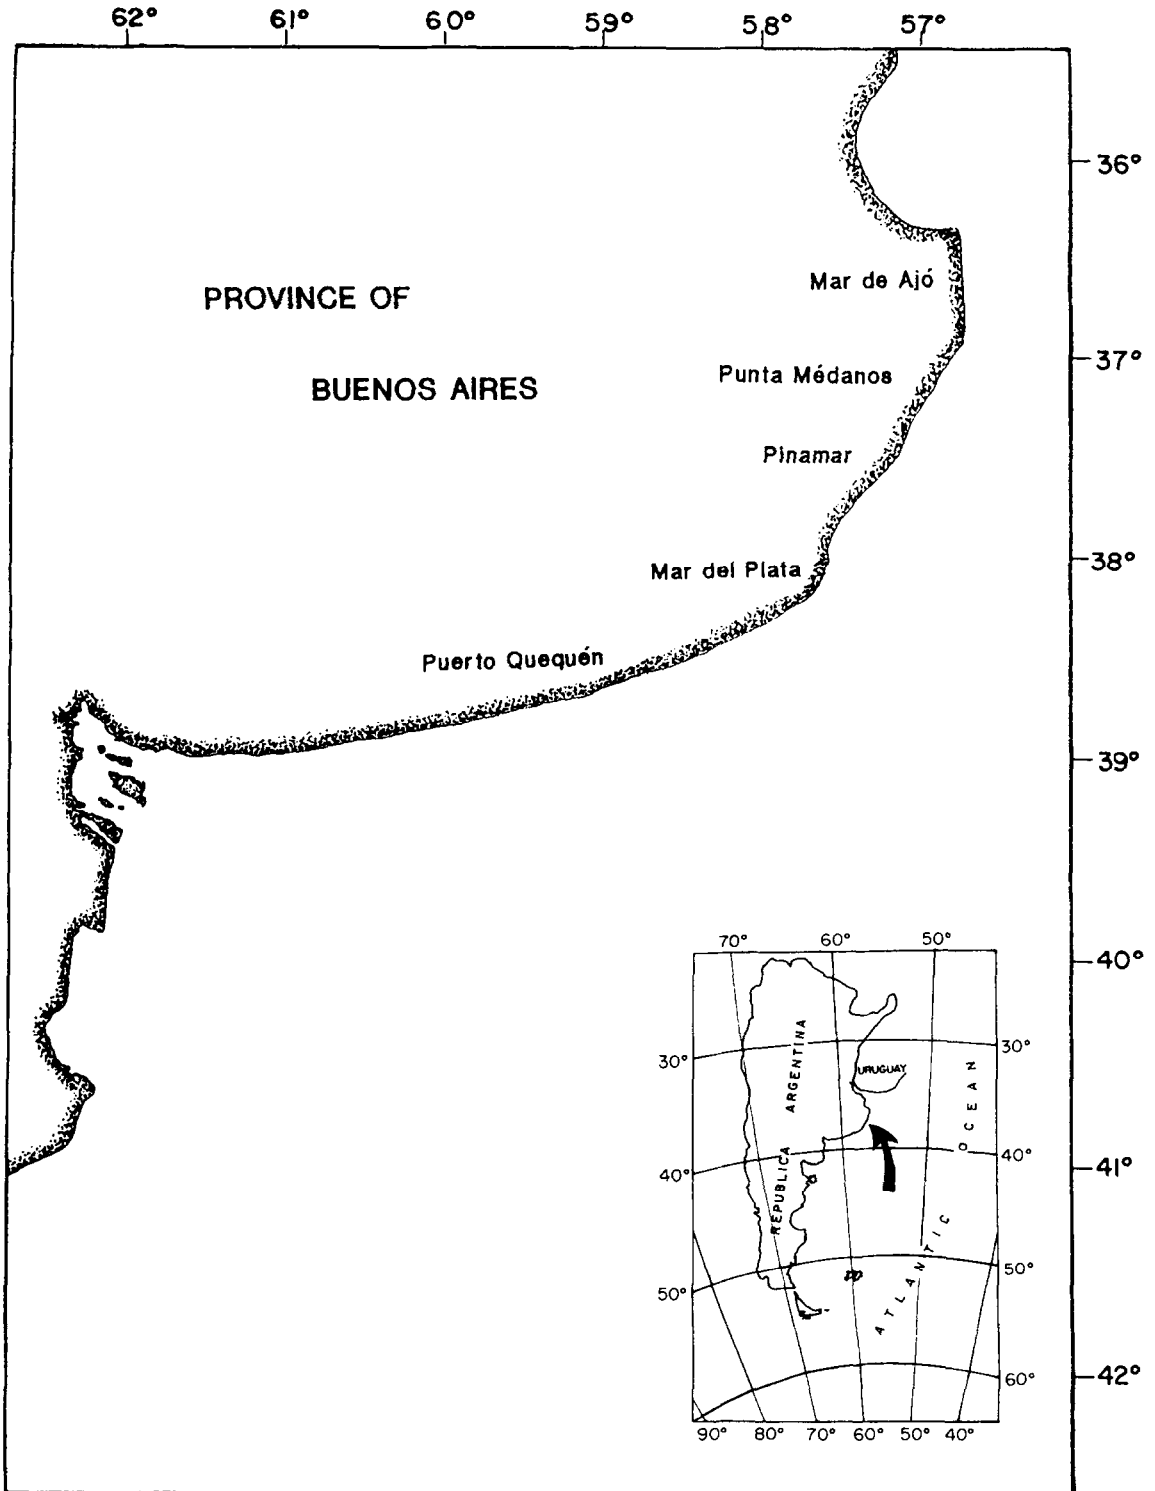 62° 61° 60° 59° 58° 57°
36°
Mar de Ajó
PROVINCE OF
37°
Punta Médanos
BUENOS AIRES
Pinamar
38°
Mar del Plata
Puerto Quequén
39°
40°
70° 60° 50°
30° 30°
REPUBLICA ARGENTINA
URUGUAY
ATLANTIC OCEAN
40° 40°
41°
50° 50°
60°
42°
90° 80° 70° 60° 50° 40°